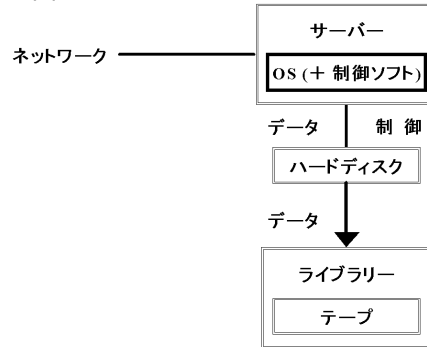 サーバー
ネットワーク
OS (＋ 制御ソフト)
データ 制 御
ハードディスク
データ
ライブラリー
テープ